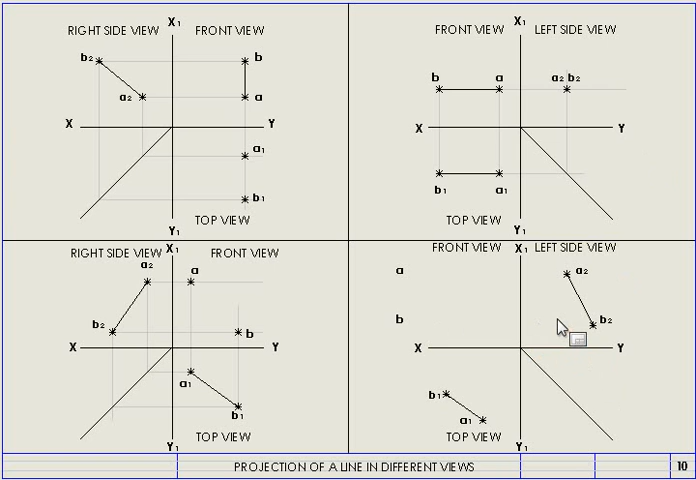 X₁
RIGHT SIDE VIEW FRONT VIEW
b₂ b
a₂ a
X Y
a₁
b₁
TOP VIEW
Y₁
X₁
FRONT VIEW LEFT SIDE VIEW
b a a₂ b₂
X Y
b₁ a₁
TOP VIEW
Y₁
RIGHT SIDE VIEW X₁ FRONT VIEW
a₂ a
b₂ b
X Y
a₁
b₁
TOP VIEW
Y₁
FRONT VIEW X₁ LEFT SIDE VIEW
a a₂
b b₂
X Y
b₁
a₁
TOP VIEW
Y₁
PROJECTION OF A LINE IN DIFFERENT VIEWS 10